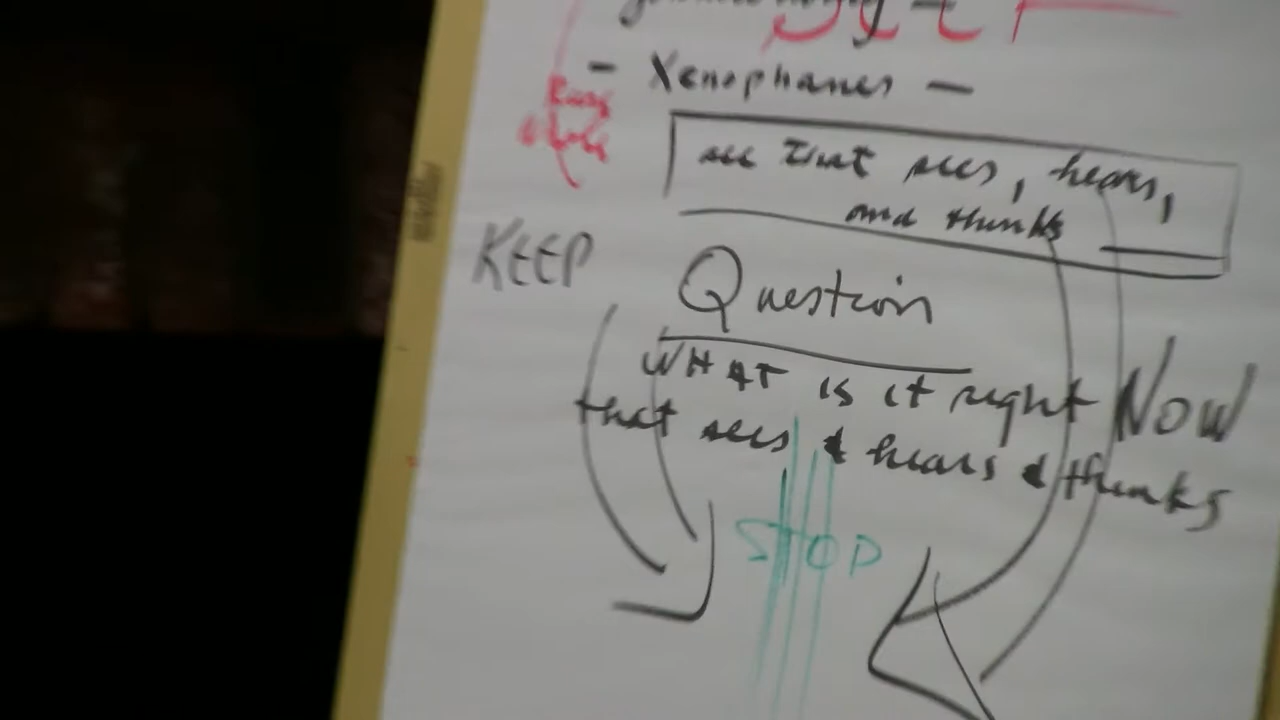 - Xenophanes -
all that sees, hears,
and thinks
KEEP
Question
WHAT is it right NOW
that sees & hears & thinks
STOP